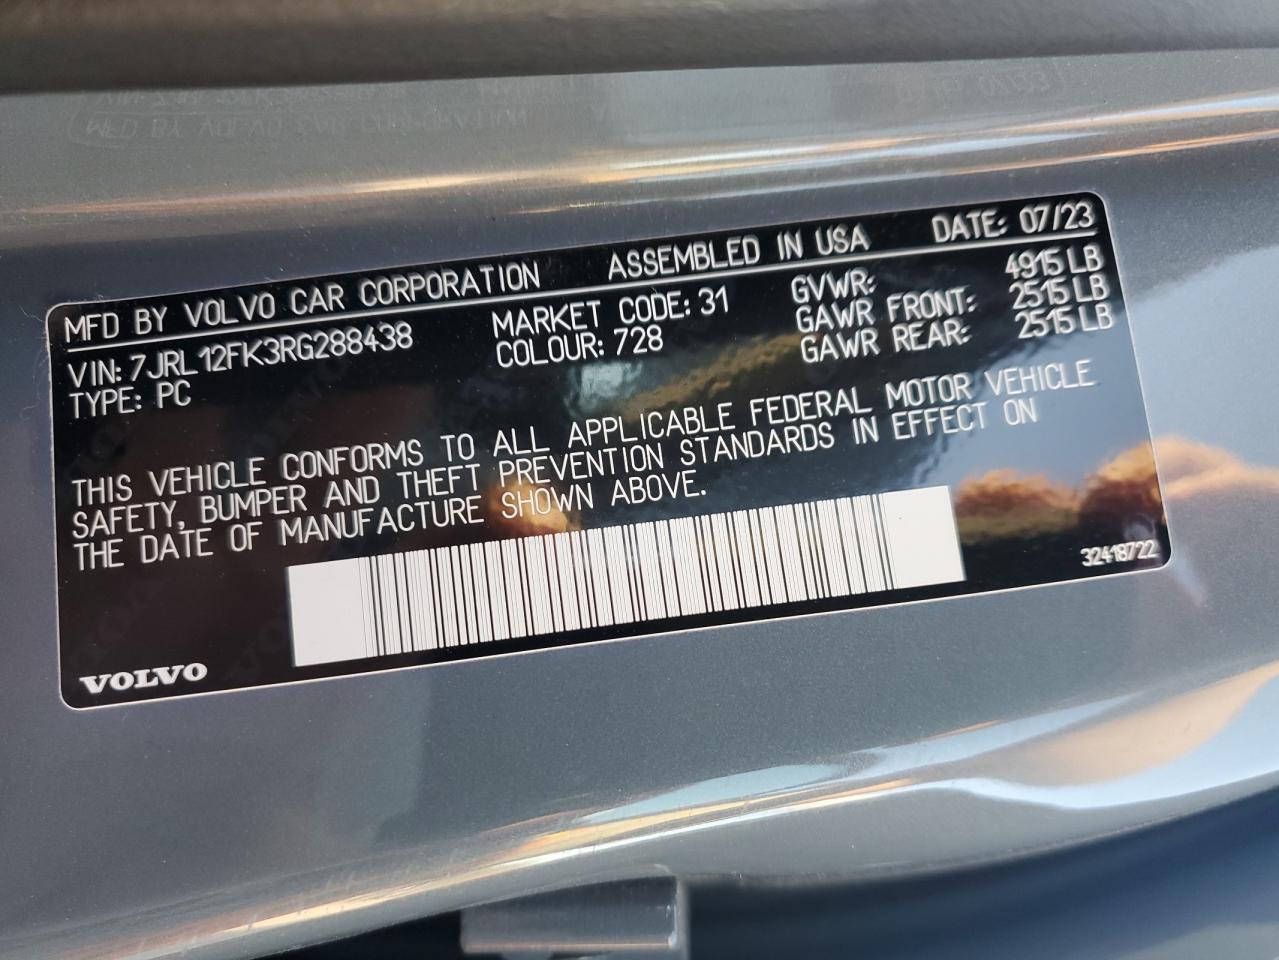 MFD BY VOLVO CAR CORPORATION ASSEMBLED IN USA DATE: 07/23
VIN: 7JRL12FK3RG288438 MARKET CODE: 31 GVWR: 4915 LB
TYPE: PC COLOUR: 728 GAWR FRONT: 2515 LB
GAWR REAR: 2515 LB
THIS VEHICLE CONFORMS TO ALL APPLICABLE FEDERAL MOTOR VEHICLE
SAFETY, BUMPER AND THEFT PREVENTION STANDARDS IN EFFECT ON
THE DATE OF MANUFACTURE SHOWN ABOVE.
32418722
VOLVO